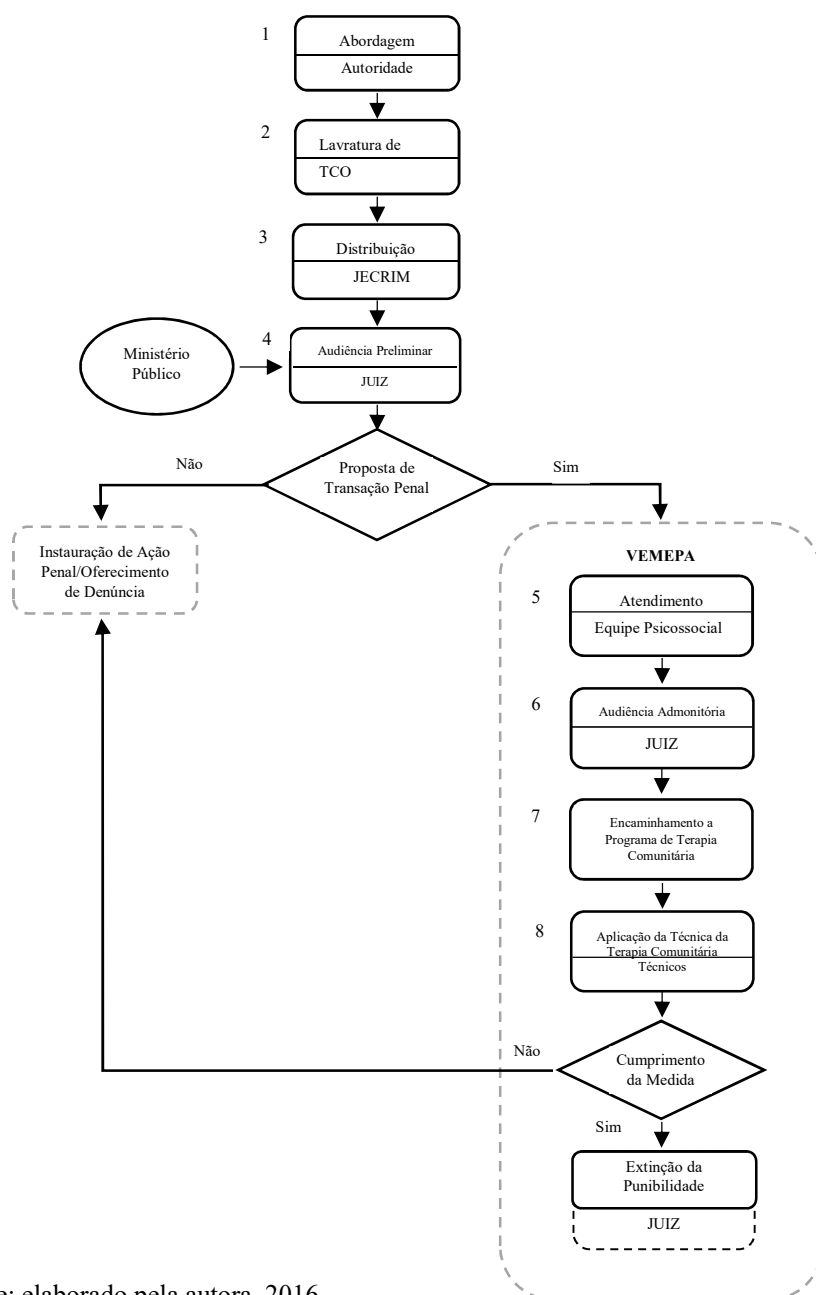 1
Abordagem
Autoridade
2
Lavratura de
TCO
3
Distribuição
JECRIM
4
Audiência Preliminar
JUIZ
Ministério
Público
Proposta de
Transação Penal
Não
Sim
Instauração de Ação
Penal/Oferecimento
de Denúncia
VEMEPA
5
Atendimento
Equipe Psicossocial
6
Audiência Admonitória
JUIZ
7
Encaminhamento a
Programa de Terapia
Comunitária
8
Aplicação da Técnica da
Terapia Comunitária
Técnicos
Cumprimento
da Medida
Não
Sim
Extinção da
Punibilidade
JUIZ
elaborado pela autora, 2016